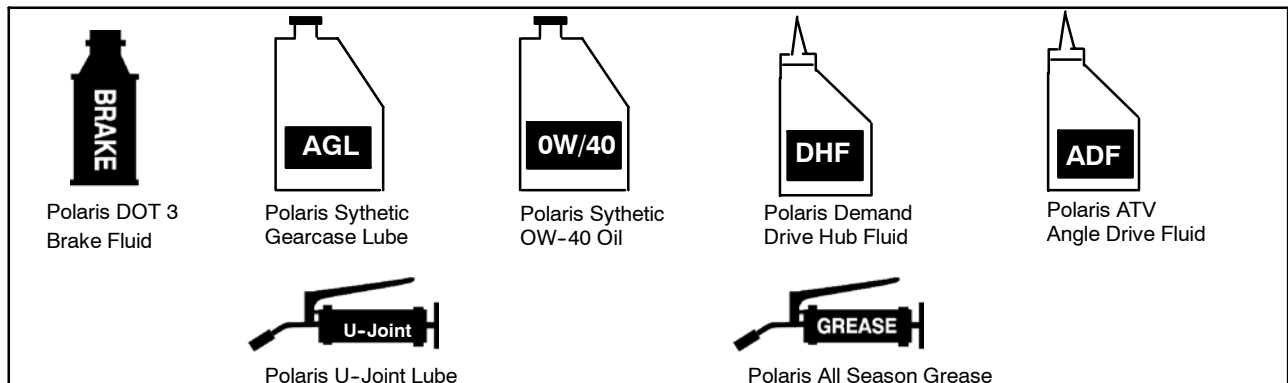 BRAKE
AGL
0W/40
DHF
ADF
Polaris DOT 3
Brake Fluid
Polaris Sythetic
Gearcase Lube
Polaris Sythetic
OW-40 Oil
Polaris Demand
Drive Hub Fluid
Polaris ATV
Angle Drive Fluid
U-Joint
GREASE
Polaris U-Joint Lube
Polaris All Season Grease